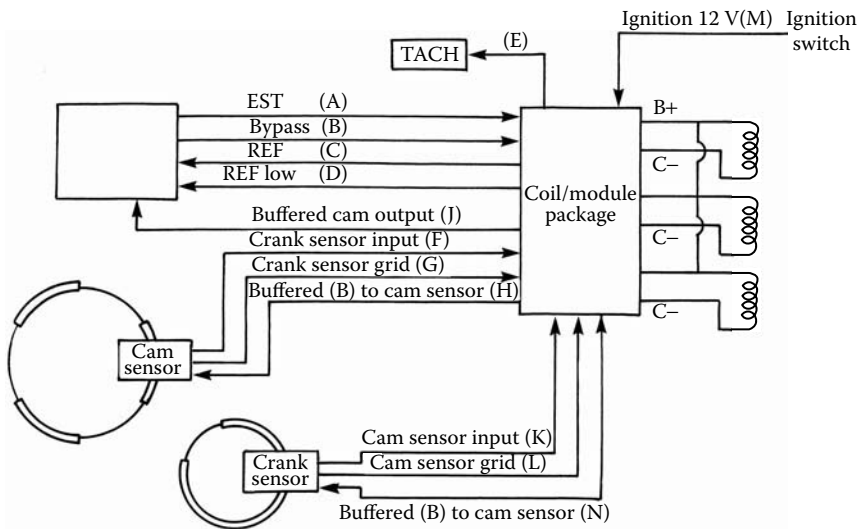 Ignition 12 V(M)
Ignition
switch
(E)
TACH
EST (A)
Bypass (B)
REF (C)
REF low (D)
B+
C–
Coil/module
package
C–
C–
Buffered cam output (J)
Crank sensor input (F)
Crank sensor grid (G)
Buffered (B) to cam sensor (H)
Cam
sensor
Cam sensor input (K)
Cam sensor grid (L)
Crank
sensor
Buffered (B) to cam sensor (N)